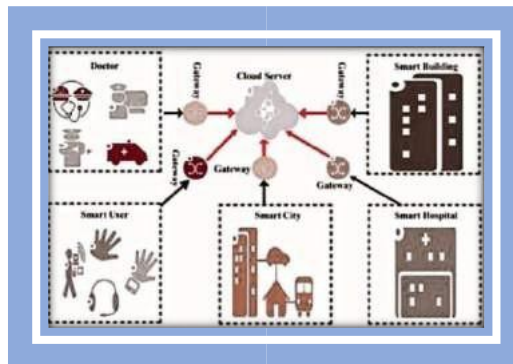 Doctor
Gateway
Cloud Server
Gateway
Smart Building
Gateway
Gateway
Gateway
Smart User
Smart City
Smart Hospital